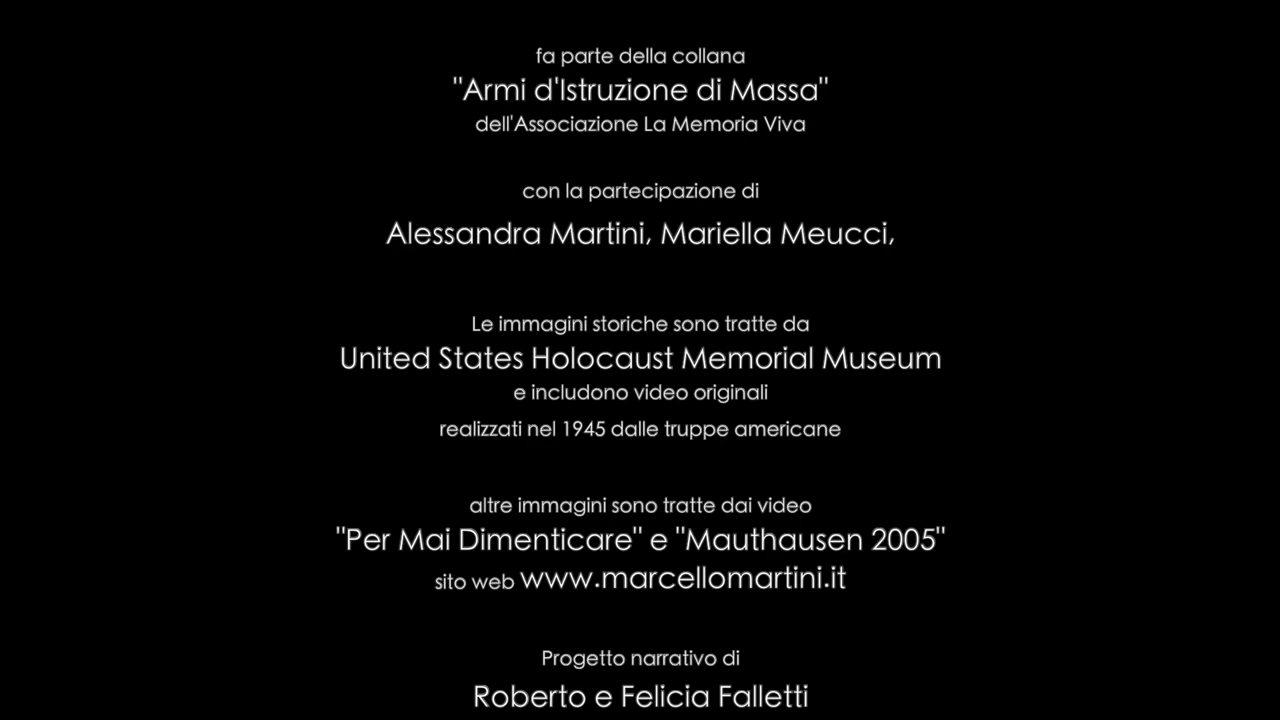 fa parte della collana
"Armi d'Istruzione di Massa"
dell'Associazione La Memoria Viva
con la partecipazione di
Alessandra Martini, Mariella Meucci,
Le immagini storiche sono tratte da
United States Holocaust Memorial Museum
e includono video originali
realizzati nel 1945 dalle truppe americane
altre immagini sono tratte dai video
"Per Mai Dimenticare" e "Mauthausen 2005"
sito web www.marcellomartini.it
Progetto narrativo di
Roberto e Felicia Falletti